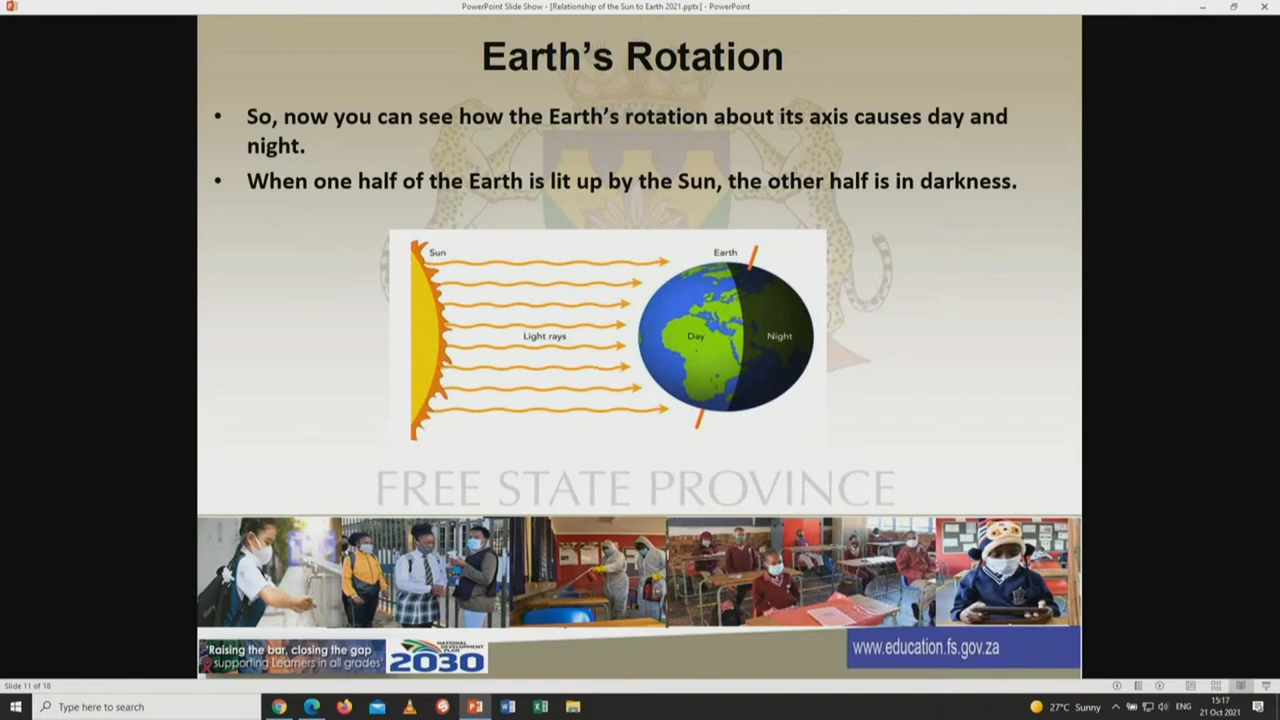 PowerPoint Slide Show - [Relationship of the Sun to Earth 2021.pptx] - PowerPoint
Earth's Rotation
• So, now you can see how the Earth's rotation about its axis causes day and
night.
• When one half of the Earth is lit up by the Sun, the other half is in darkness.
Sun
Earth
Light rays
Day
Night
FREE STATE PROVINCE
'Raising the bar, closing the gap
supporting Learners in all grades'
NATIONAL
DEVELOPMENT
PLAN
2030
www.education.fs.gov.za
Slide 11 of 18
Type here to search
27°C Sunny
ENG
15:17
21 Oct 2021